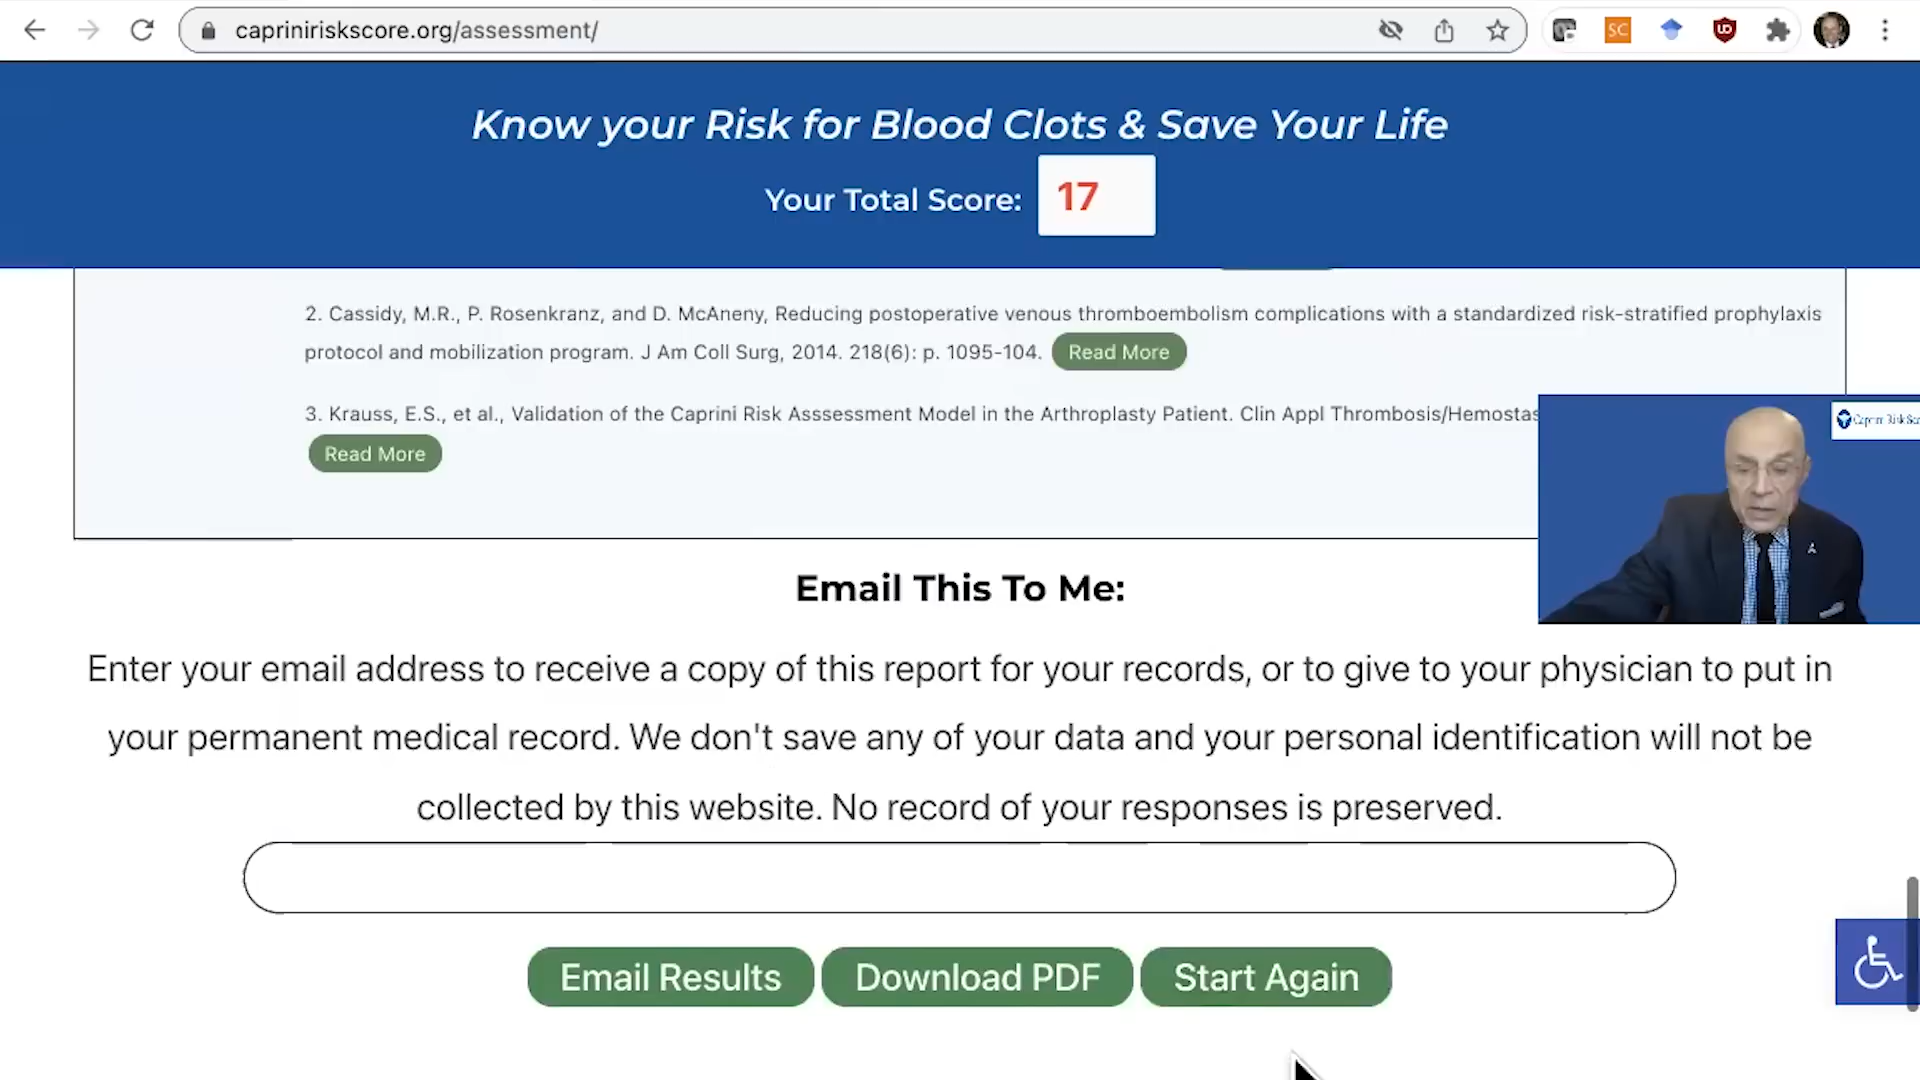 capriniriskscore.org/assessment/
SC
Know your Risk for Blood Clots & Save Your Life
Your Total Score: 17
2. Cassidy, M.R., P. Rosenkranz, and D. McAneny, Reducing postoperative venous thromboembolism complications with a standardized risk-stratified prophylaxis
protocol and mobilization program. J Am Coll Surg, 2014. 218(6): p. 1095-104. Read More
3. Krauss, E.S., et al., Validation of the Caprini Risk Asssessment Model in the Arthroplasty Patient. Clin Appl Thrombosis/Hemostas
Read More
Caprini Risk Sco
Email This To Me:
Enter your email address to receive a copy of this report for your records, or to give to your physician to put in
your permanent medical record. We don't save any of your data and your personal identification will not be
collected by this website. No record of your responses is preserved.
Email Results Download PDF Start Again